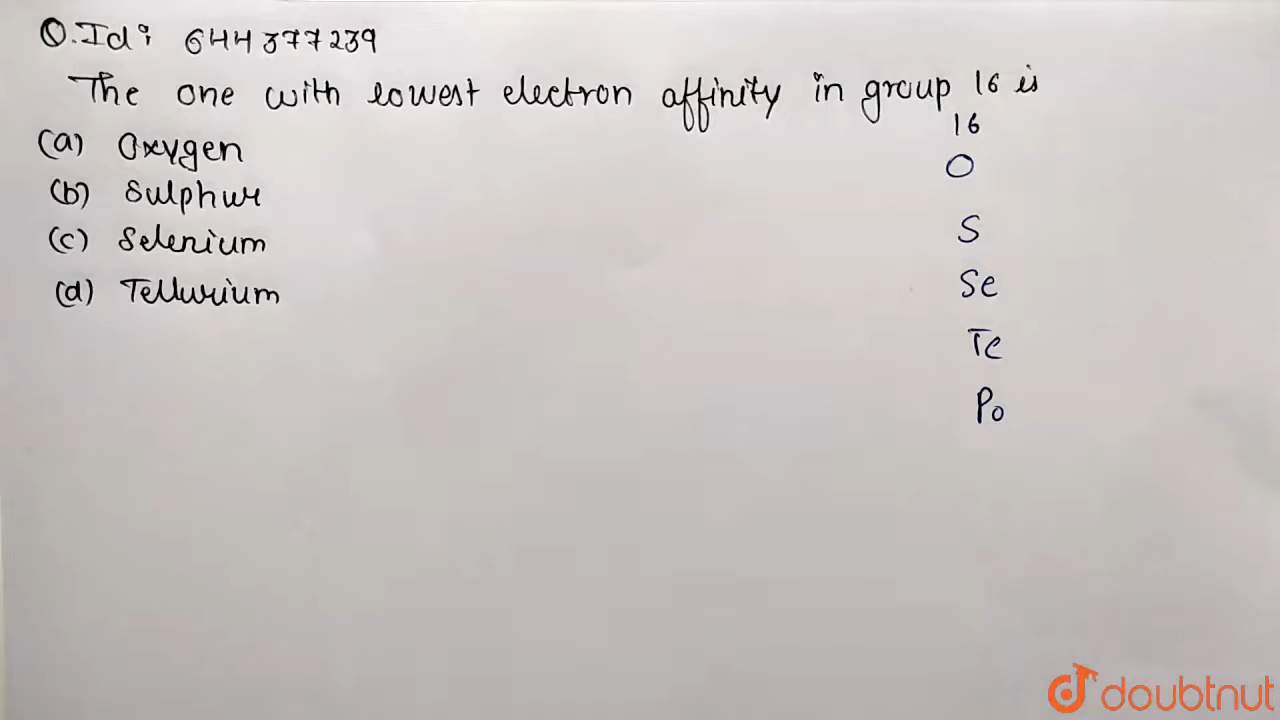 Q.Id: 644377239
The one with lowest electron affinity in group 16 is
(a) Oxygen
(b) Sulphur
(c) Selenium
(d) Tellurium
16
O
S
Se
Te
Po
doubtnut